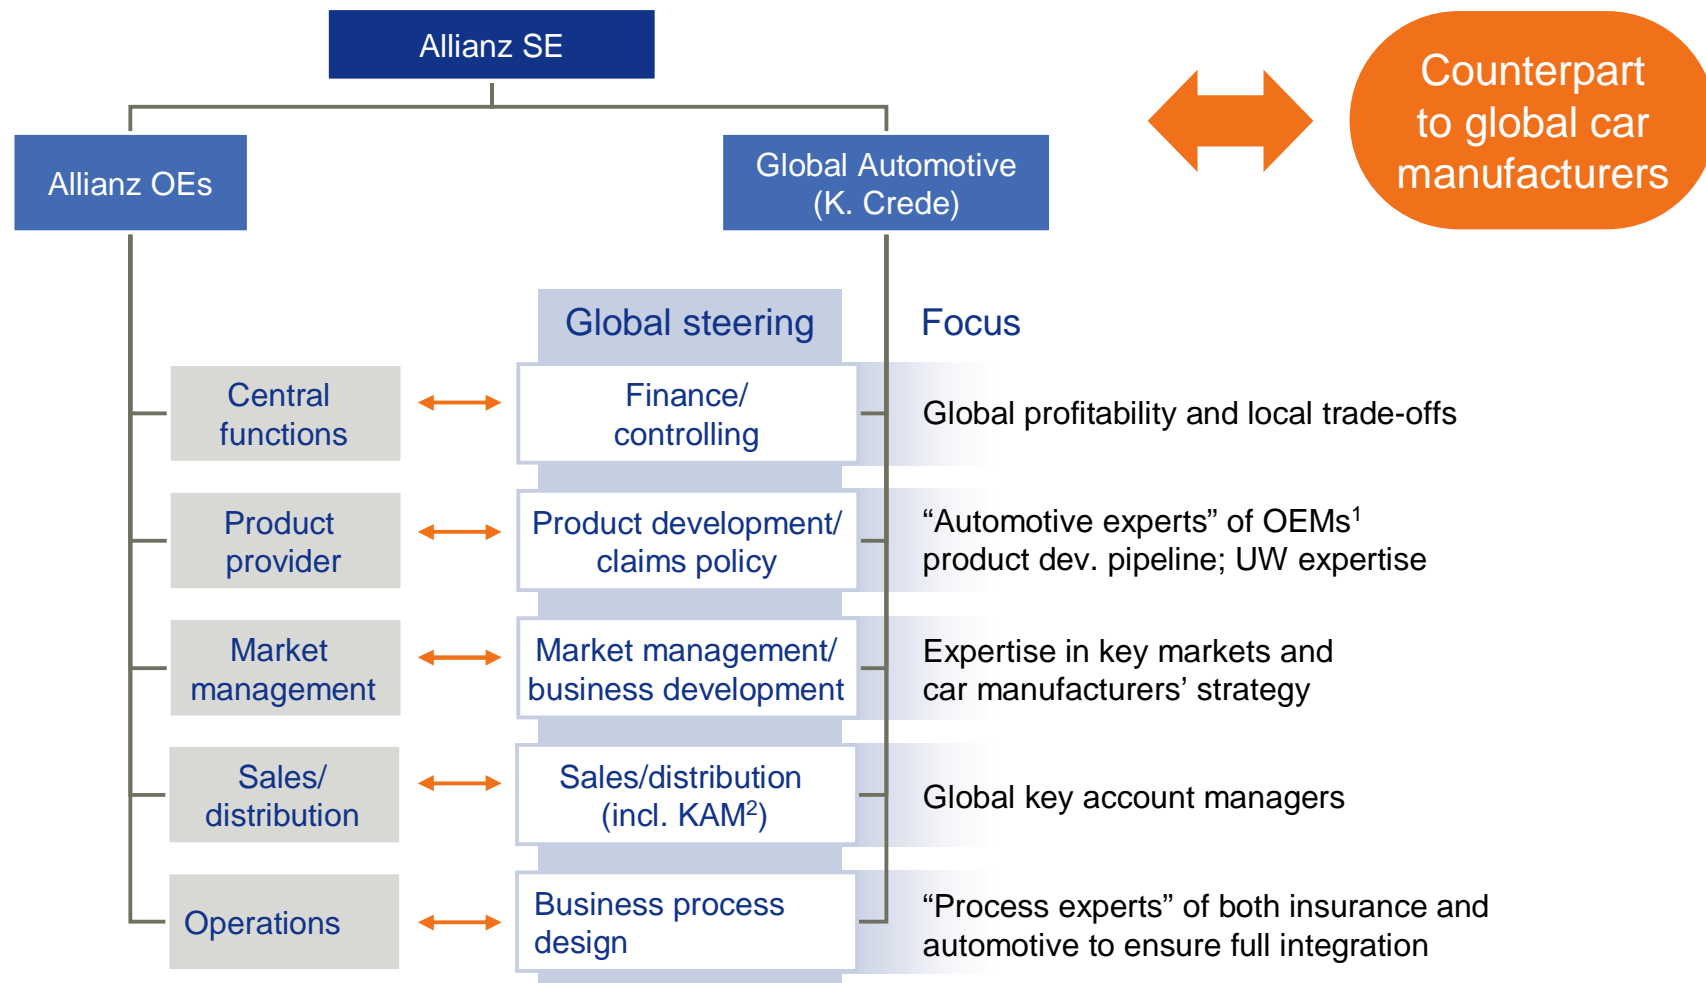 Allianz SE
Counterpart
to global car
manufacturers
Allianz OEs
Global Automotive
(K. Crede)
Global steering
Focus
Central
functions
Finance/
controlling
Global profitability and local trade-offs
Product
provider
Product development/
claims policy
“Automotive experts” of OEMs¹
product dev. pipeline; UW expertise
Market
management
Market management/
business development
Expertise in key markets and
car manufacturers’ strategy
Sales/
distribution
Sales/distribution
(incl. KAM²)
Global key account managers
Operations
Business process
design
“Process experts” of both insurance and
automotive to ensure full integration